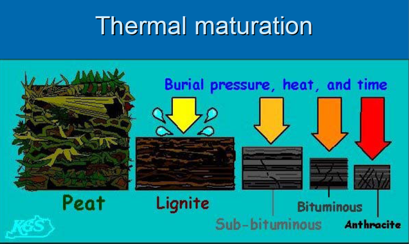 Thermal maturation
Burial pressure, heat, and time
Peat
Lignite
Sub-bituminous
Bituminous
Anthracite
KGS